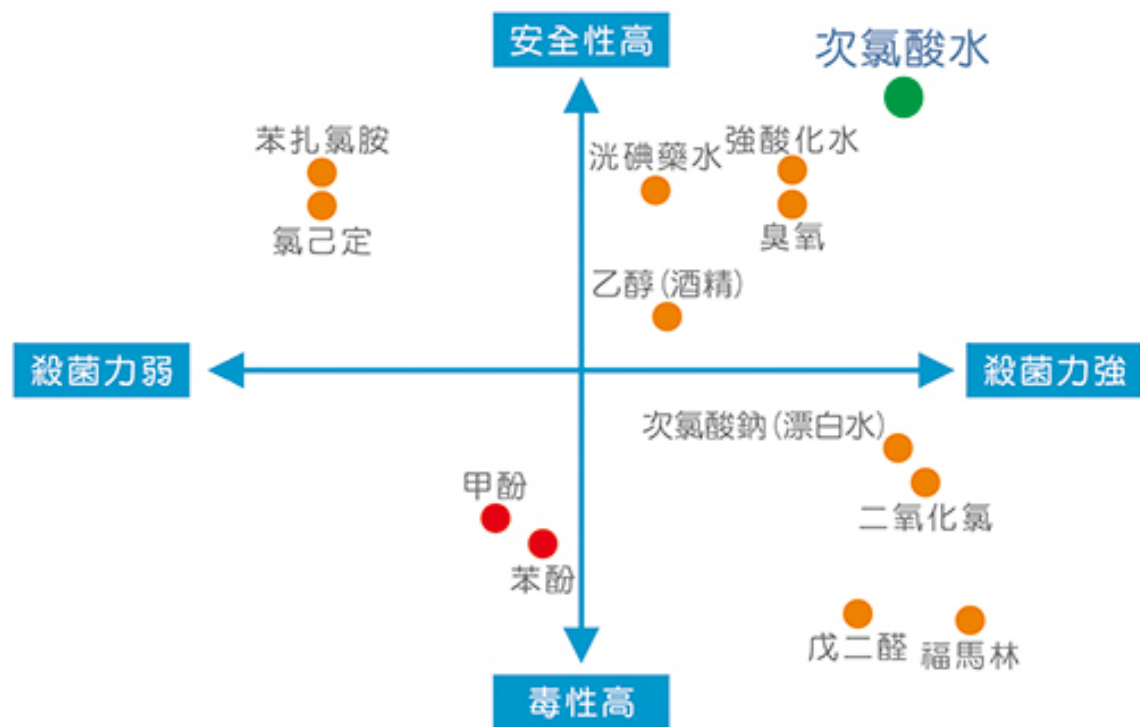 安全性高
次氯酸水
苯扎氯胺
洸碘藥水
強酸化水
氯己定
臭氧
乙醇(酒精)
殺菌力弱
殺菌力強
次氯酸鈉(漂白水)
甲酚
二氧化氯
苯酚
戊二醛
福馬林
毒性高